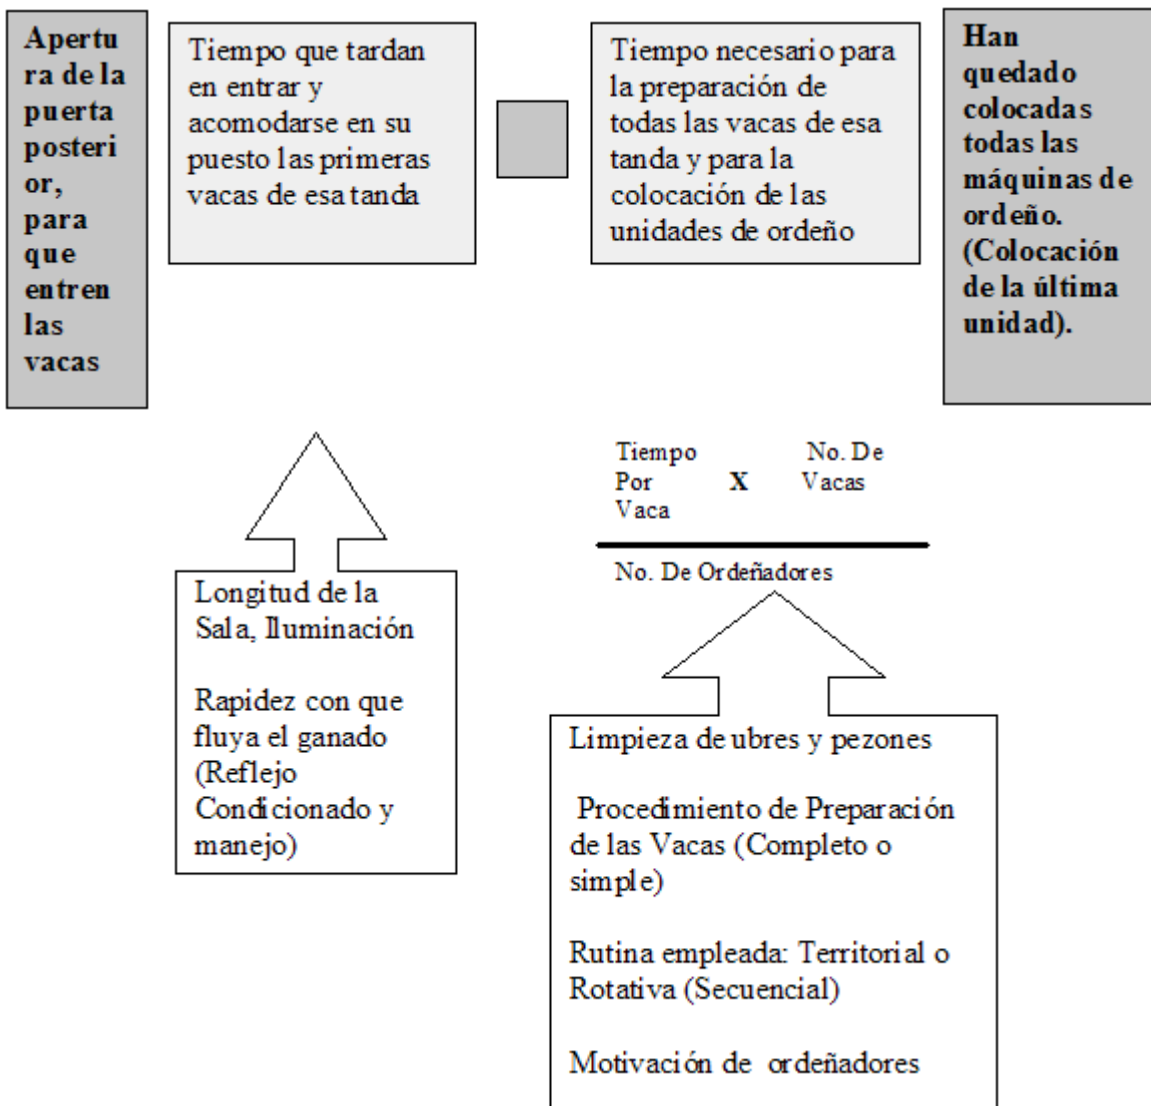 Apertu
ra de la
puerta
posteri
or,
para
que
entren
las
vacas
Tiempo que tardan
en entrar y
acomodarse en su
puesto las primeras
vacas de esa tanda
Tiempo necesario para
la preparación de
todas las vacas de esa
tanda y para la
colocación de las
unidades de ordeño
Han
quedado
colocadas
todas las
máquinas de
ordeño.
(Colocación
de la última
unidad).
Tiempo No. De
Por X Vacas
Vaca
No. De Ordeñadores
Longitud de la
Sala, Iluminación
Rapidez con que
fluya el ganado
(Reflejo
Condicionado y
manejo)
Limpieza de ubres y pezones
Procedimiento de Preparación
de las Vacas (Completo o
simple)
Rutina empleada: Territorial o
Rotativa (Secuencial)
Motivación de ordeñadores